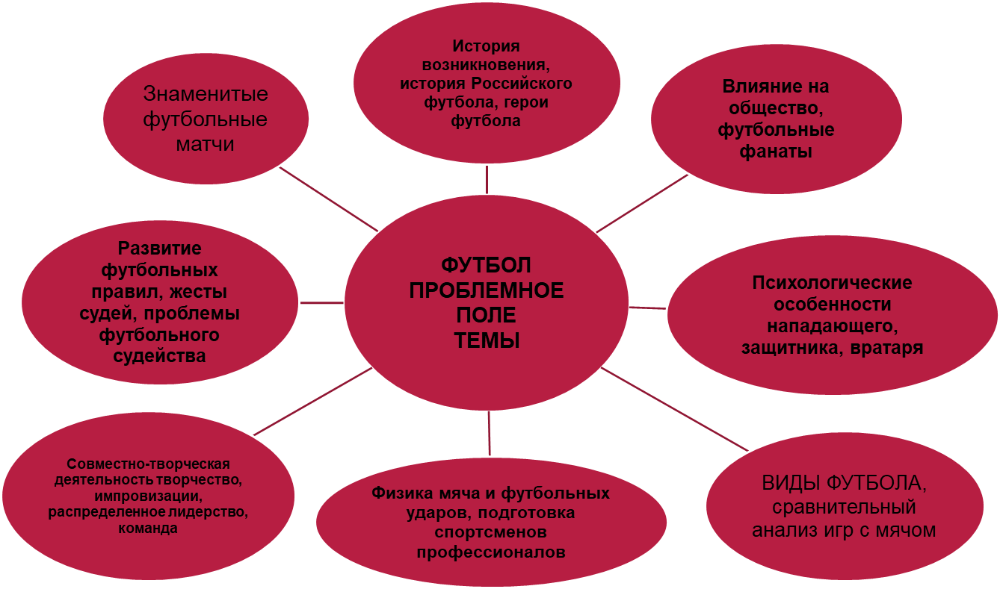 История
возникновения,
история Российского
футбола, герои
футбола
Знаменитые
футбольные
матчи
Влияние на
общество,
футбольные
фанаты
Развитие
футбольных
правил, жесты
судей, проблемы
футбольного
судейства
ФУТБОЛ
ПРОБЛЕМНОЕ
ПОЛЕ
ТЕМЫ
Психологические
особенности
нападающего,
защитника, вратаря
Совместно-творческая
деятельность творчество,
импровизации,
распределенное лидерство,
команда
Физика мяча и футбольных
ударов, подготовка
спортсменов
профессионалов
ВИДЫ ФУТБОЛА,
сравнительный
анализ игр с мячом